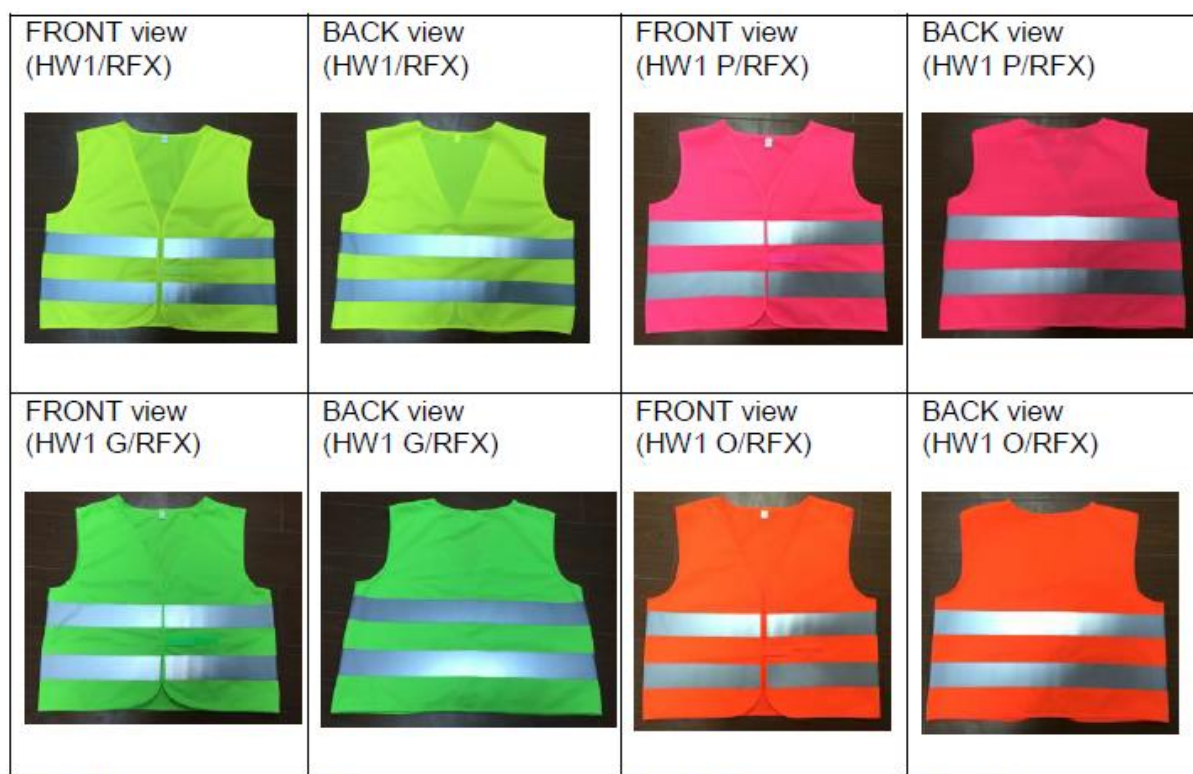 FRONT view
(HW1/RFX)
BACK view
(HW1/RFX)
FRONT view
(HW1 P/RFX)
BACK view
(HW1 P/RFX)
FRONT view
(HW1 G/RFX)
BACK view
(HW1 G/RFX)
FRONT view
(HW1 O/RFX)
BACK view
(HW1 O/RFX)